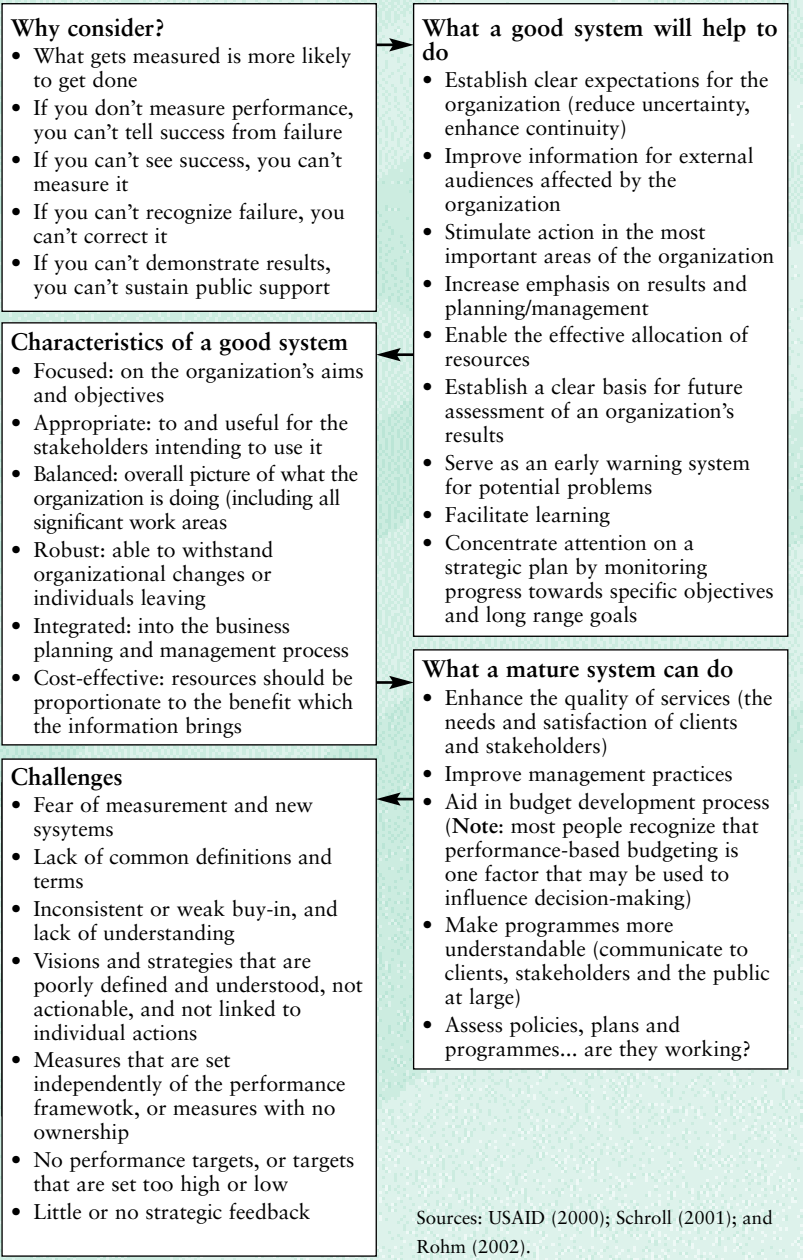 Why consider?
• What gets measured is more likely
to get done
• If you don't measure performance,
you can't tell success from failure
• If you can't see success, you can't
measure it
• If you can't recognize failure, you
can't correct it
• If you can't demonstrate results,
you can't sustain public support
What a good system will help to
do
• Establish clear expectations for the
organization (reduce uncertainty,
enhance continuity)
• Improve information for external
audiences affected by the
organization
• Stimulate action in the most
important areas of the organization
• Increase emphasis on results and
planning/management
• Enable the effective allocation of
resources
• Establish a clear basis for future
assessment of an organization's
results
• Serve as an early warning system
for potential problems
• Facilitate learning
• Concentrate attention on a
strategic plan by monitoring
progress towards specific objectives
and long range goals
Characteristics of a good system
• Focused: on the organization's aims
and objectives
• Appropriate: to and useful for the
stakeholders intending to use it
• Balanced: overall picture of what the
organization is doing (including all
significant work areas
• Robust: able to withstand
organizational changes or
individuals leaving
• Integrated: into the business
planning and management process
• Cost-effective: resources should be
proportionate to the benefit which
the information brings
What a mature system can do
• Enhance the quality of services (the
needs and satisfaction of clients
and stakeholders)
• Improve management practices
• Aid in budget development process
(Note: most people recognize that
performance-based budgeting is
one factor that may be used to
influence decision-making)
• Make programmes more
understandable (communicate to
clients, stakeholders and the public
at large)
• Assess policies, plans and
programmes... are they working?
Challenges
• Fear of measurement and new
sysytems
• Lack of common definitions and
terms
• Inconsistent or weak buy-in, and
lack of understanding
• Visions and strategies that are
poorly defined and understood, not
actionable, and not linked to
individual actions
• Measures that are set
independently of the performance
framewotk, or measures with no
ownership
• No performance targets, or targets
that are set too high or low
• Little or no strategic feedback
Sources: USAID (2000); Schroll (2001); and
Rohm (2002).